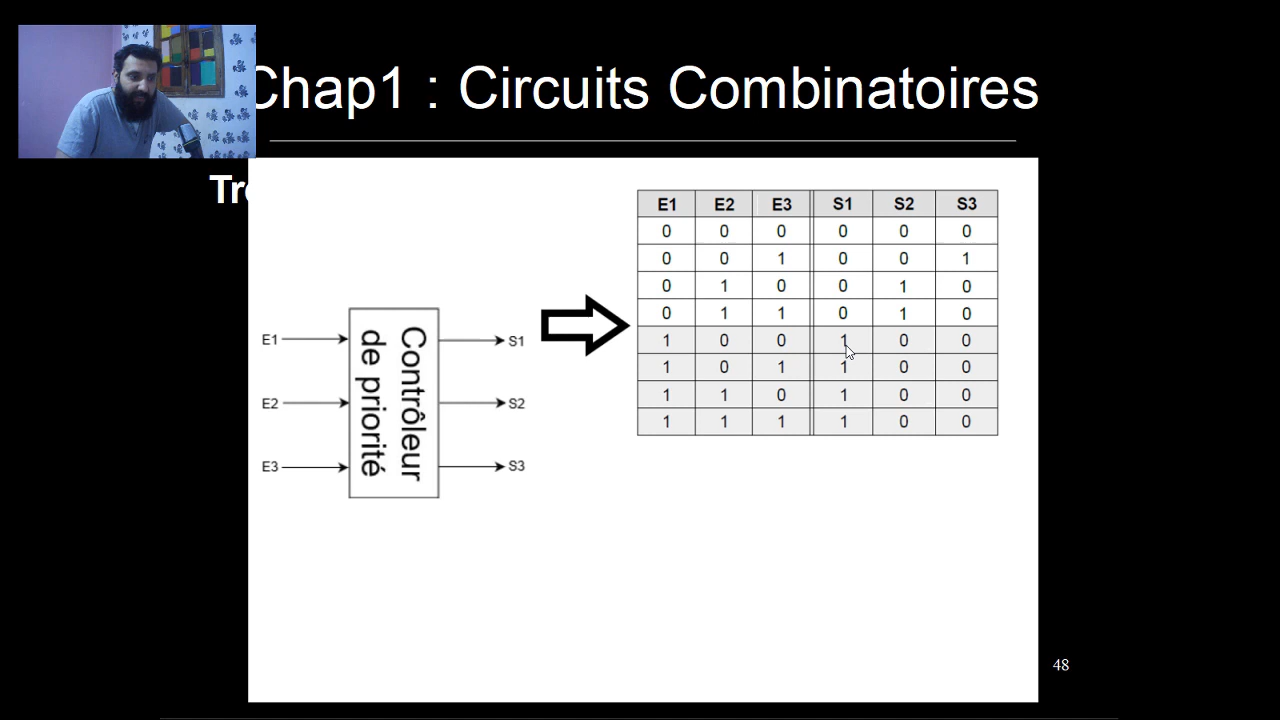 Chap1 : Circuits Combinatoires
E1 E2 E3 S1 S2 S3
0 0 0 0 0 0
0 0 1 0 0 1
0 1 0 0 1 0
0 1 1 0 1 0
1 0 0 1 0 0
1 0 1 1 0 0
1 1 0 1 0 0
1 1 1 1 0 0
Contrôleur
de priorité
E1
S1
E2
S2
E3
S3
48